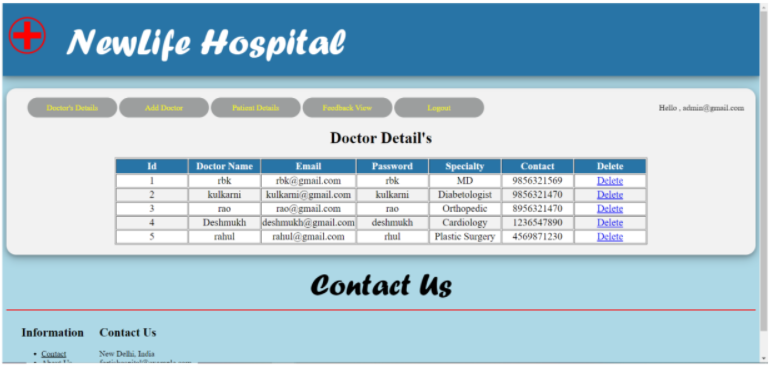 NewLife Hospital
Doctor's Details Add Doctor Patient Details Feedback View Logout Hello , admin@gmail.com
Doctor Detail's
Id Doctor Name Email Password Specialty Contact Delete
1 rbk rbk@gmail.com rbk MD 9856321569 Delete
2 kulkarni kulkarni@gmail.com kulkarni Diabetologist 9856321470 Delete
3 rao rao@gmail.com rao Orthopedic 8956321470 Delete
4 Deshmukh deshmukh@gmail.com deshmukh Cardiology 1236547890 Delete
5 rahul rahul@gmail.com rhul Plastic Surgery 4569871230 Delete
Contact Us
Information Contact Us
Contact New Delhi, India
About Us